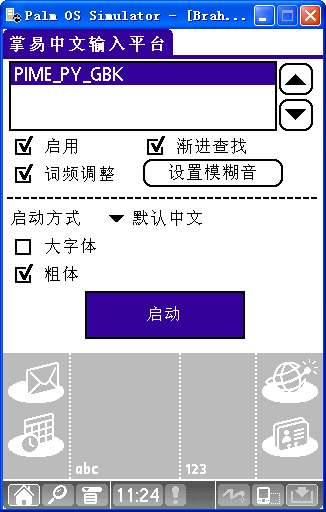 Palm OS Simulator - [Brah
掌易中文输入平台
PIME_PY_GBK
启用 渐进查找
词频调整 设置模糊音
启动方式 默认中文
大字体
粗体
启动
abc 123
11:24